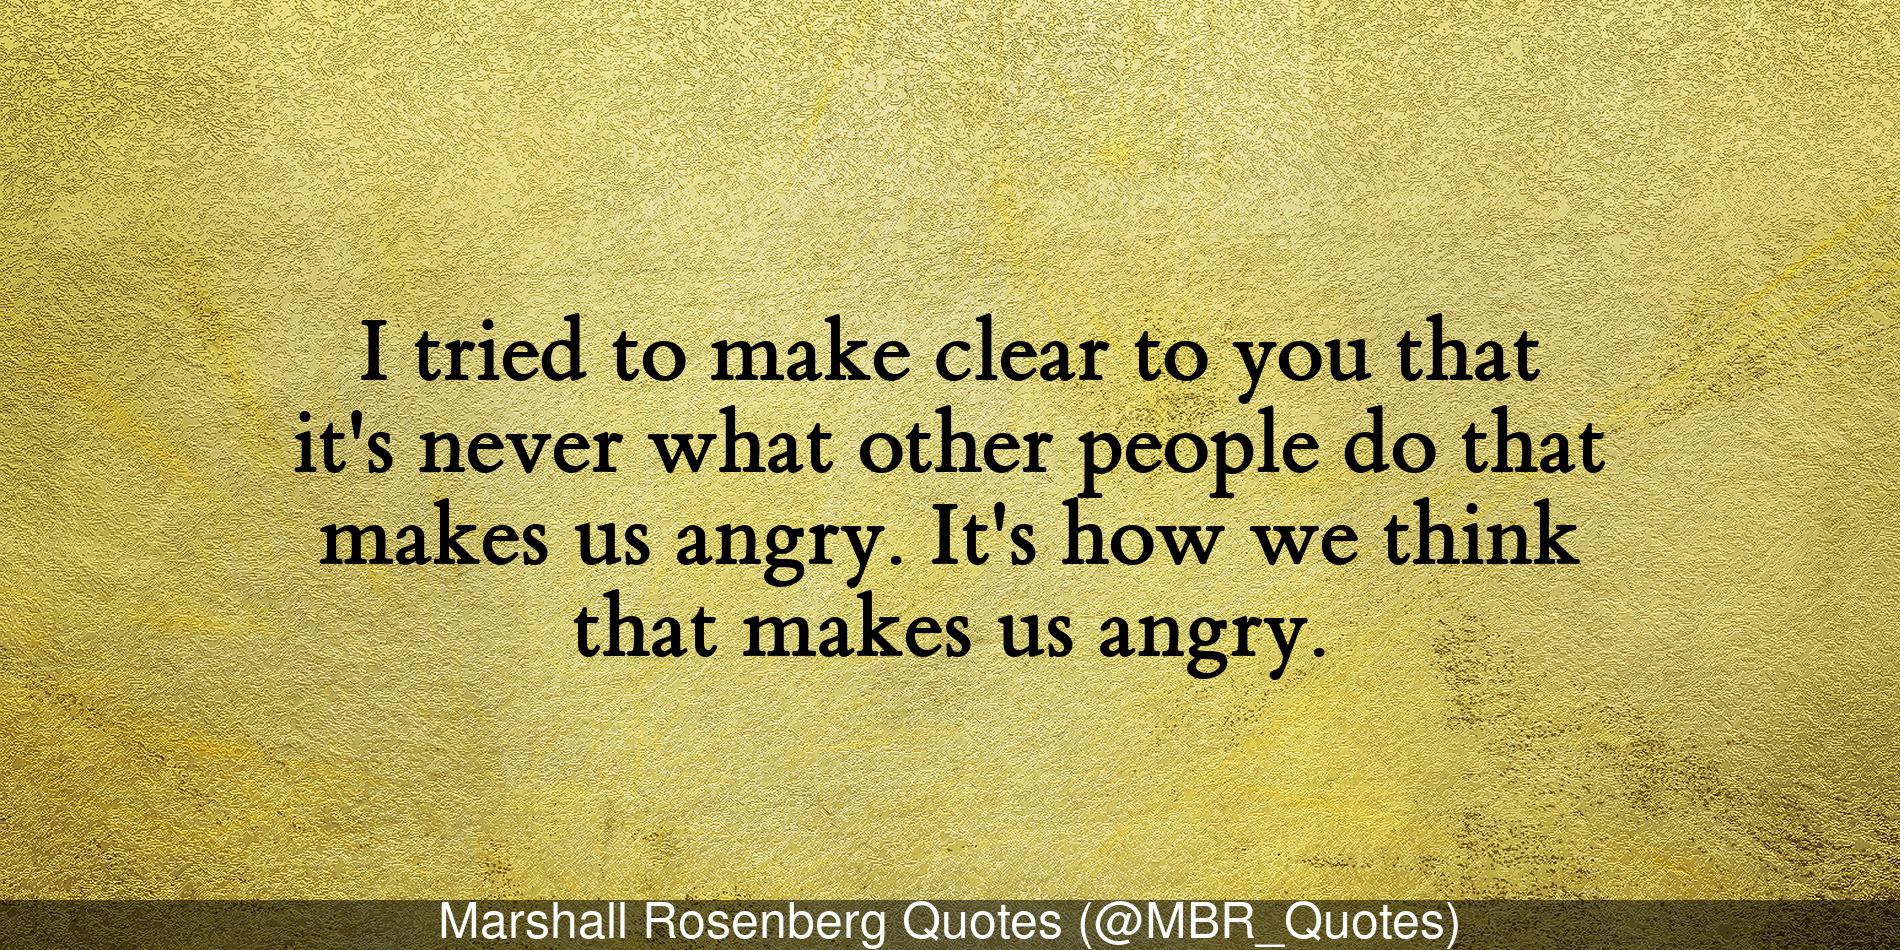 I tried to make clear to you that
it's never what other people do that
makes us angry. It's how we think
that makes us angry.
Marshall Rosenberg Quotes (@MBR_Quotes)